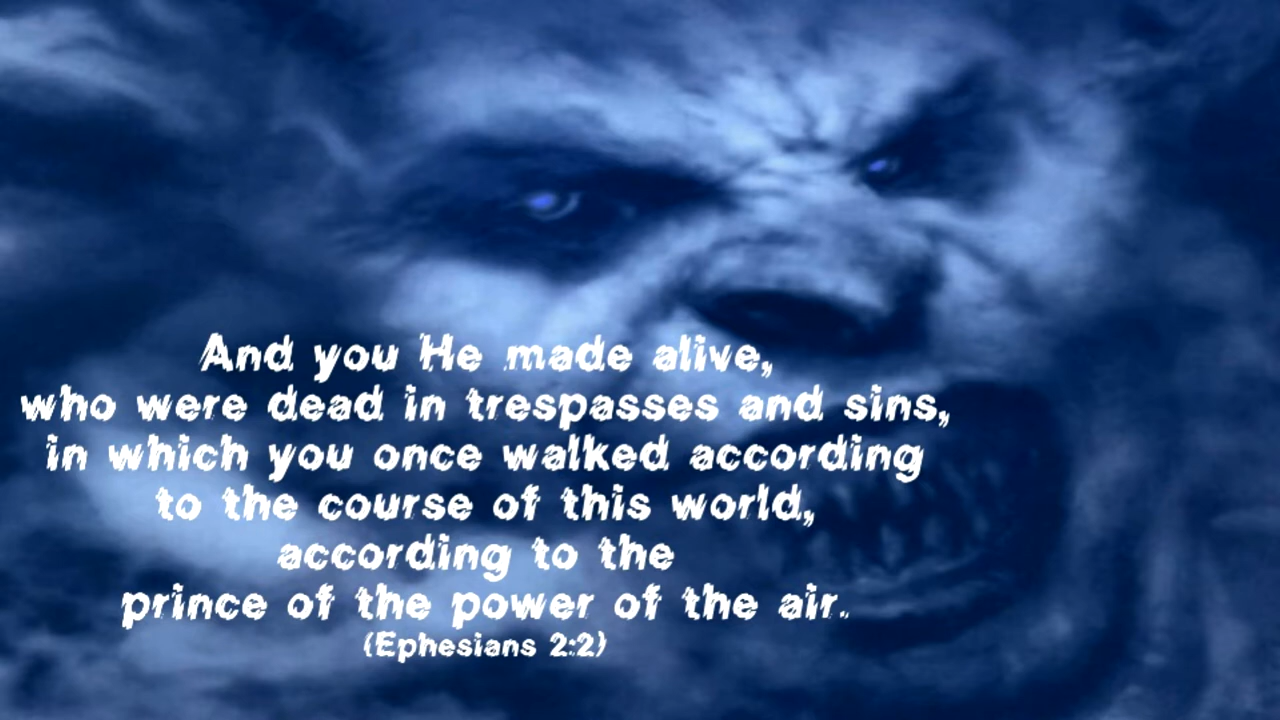 And you He made alive,
who were dead in trespasses and sins,
in which you once walked according
to the course of this world,
according to the
prince of the power of the air.
(Ephesians 2:2)